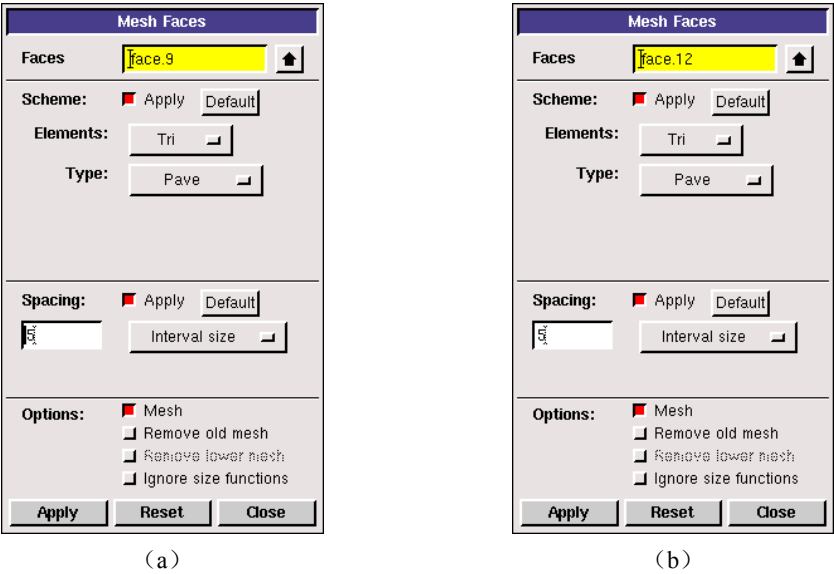 Mesh Faces
Faces face.9
Scheme: Apply Default
Elements: Tri
Type: Pave
Spacing: Apply Default
5 Interval size
Options: Mesh
Remove old mesh
Remove lower mesh
Ignore size functions
Apply Reset Close
(a)
Mesh Faces
Faces face.12
Scheme: Apply Default
Elements: Tri
Type: Pave
Spacing: Apply Default
5 Interval size
Options: Mesh
Remove old mesh
Remove lower mesh
Ignore size functions
Apply Reset Close
(b)